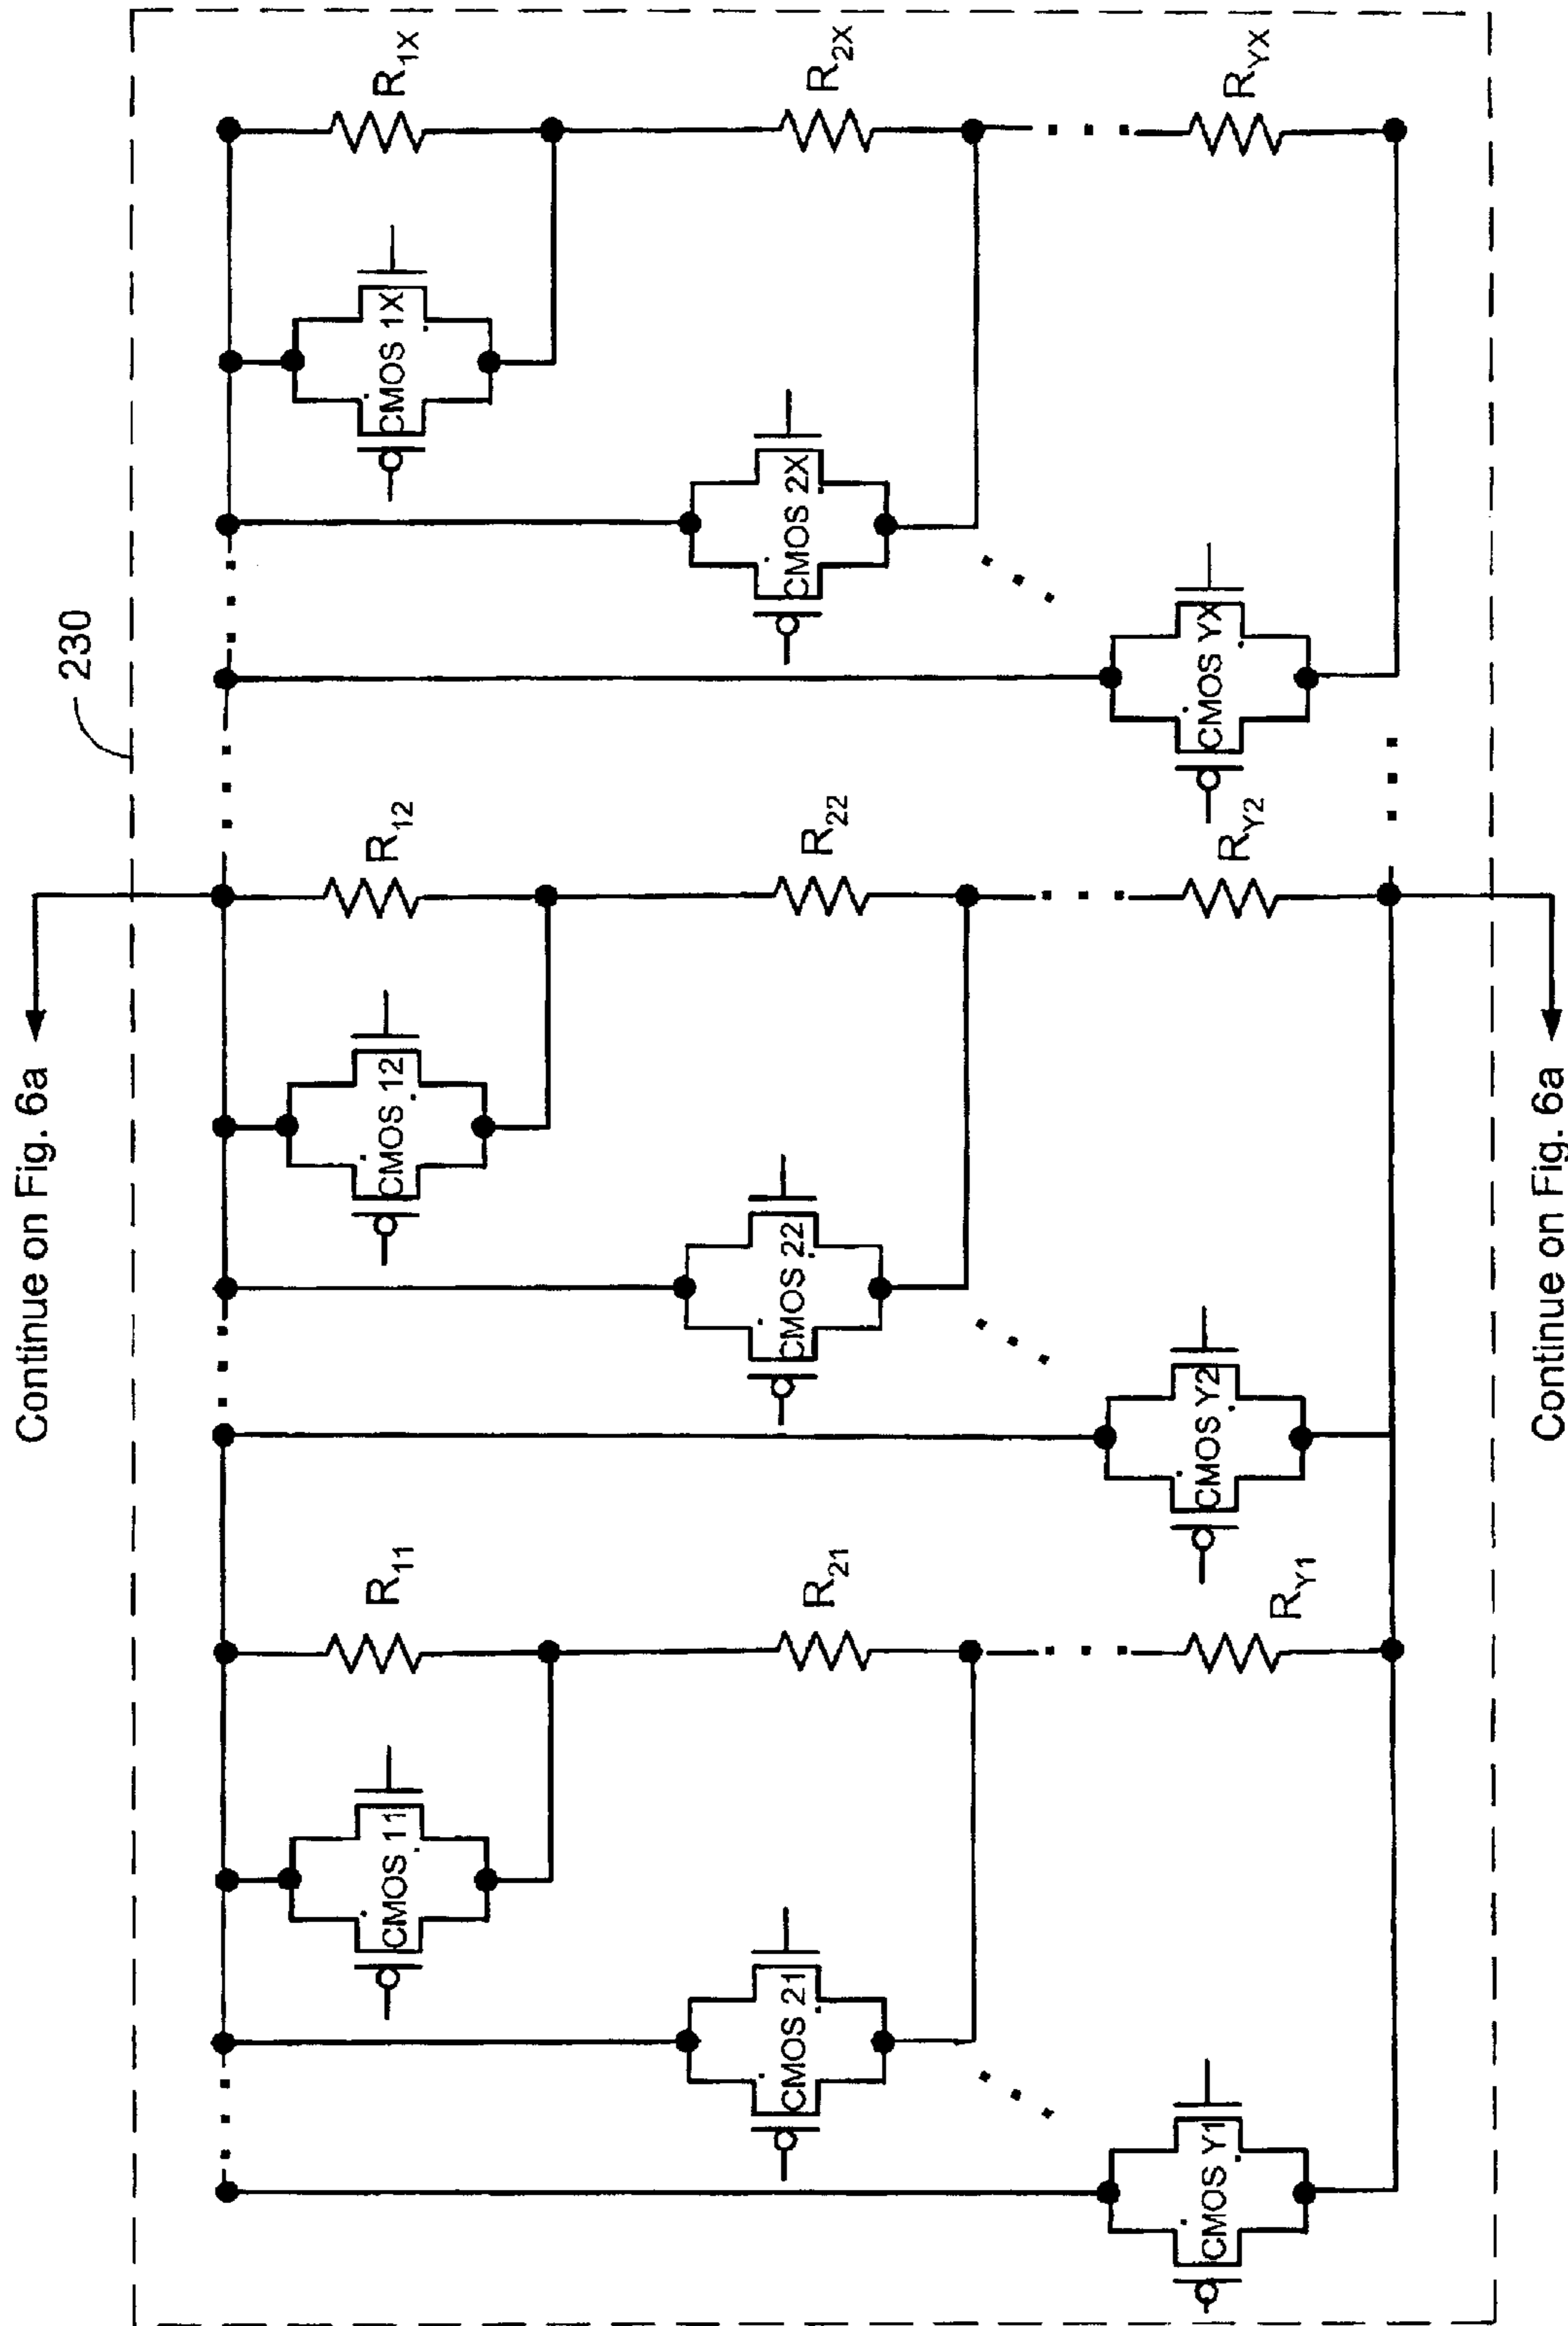 230
Continue on Fig. 6a
R11
R12
R1X
CMOS 11
CMOS 12
CMOS 1X
R21
R22
R2X
CMOS 21
CMOS 22
CMOS 2X
RY1
RY2
RYX
CMOS Y1
CMOS Y2
CMOS YX
Continue on Fig. 6a